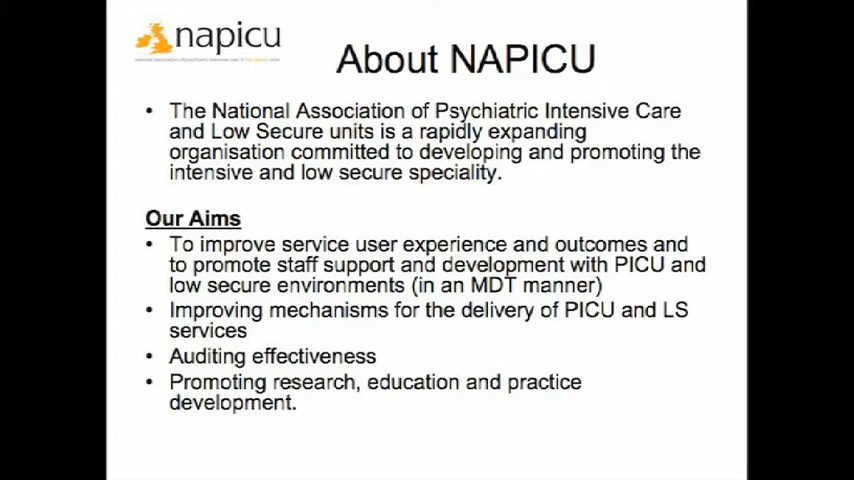 napicu
About NAPICU
• The National Association of Psychiatric Intensive Care
and Low Secure units is a rapidly expanding
organisation committed to developing and promoting the
intensive and low secure speciality.
Our Aims
• To improve service user experience and outcomes and
to promote staff support and development with PICU and
low secure environments (in an MDT manner)
• Improving mechanisms for the delivery of PICU and LS
services
• Auditing effectiveness
• Promoting research, education and practice
development.